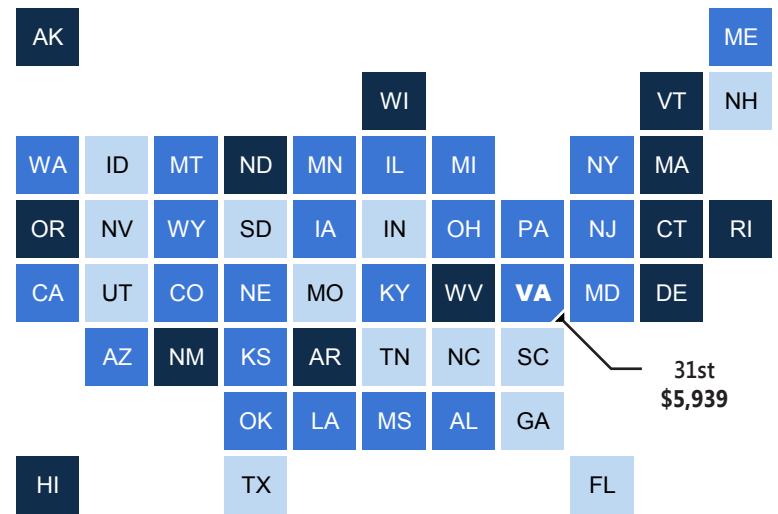 AK ME
WI VT NH
WA ID MT ND MN IL MI NY MA
OR NV WY SD IA IN OH PA NJ CT RI
CA UT CO NE MO KY WV VA MD DE
AZ NM KS AR TN NC SC
31st
$5,939
OK LA MS AL GA
HI TX FL